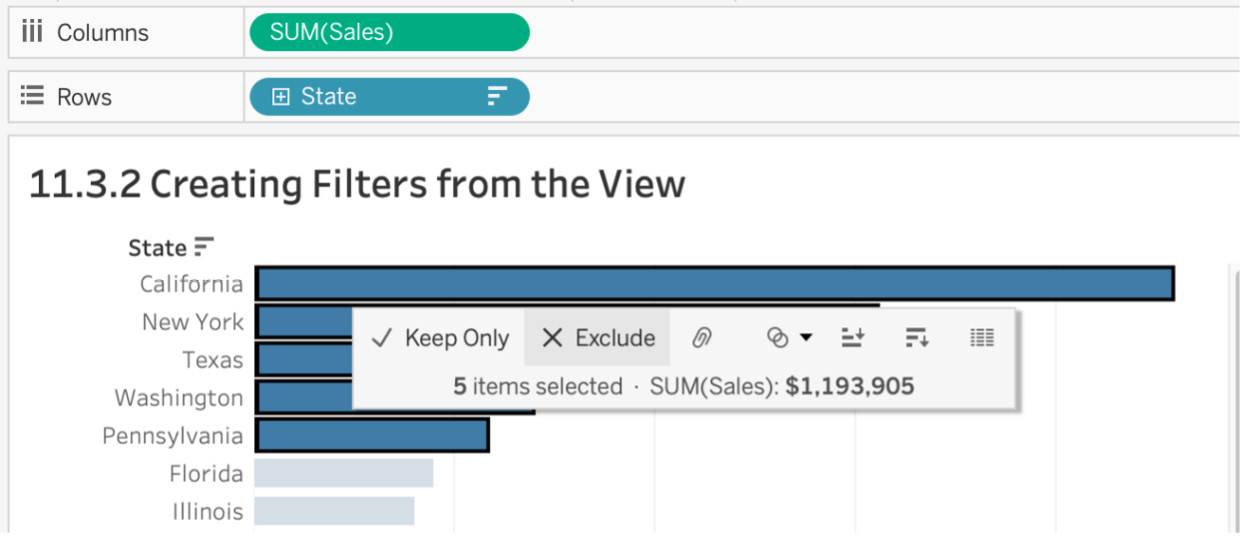 Columns SUM(Sales)
Rows State
11.3.2 Creating Filters from the View
State
California
New York
Keep Only Exclude
Texas
5 items selected · SUM(Sales): $1,193,905
Washington
Pennsylvania
Florida
Illinois